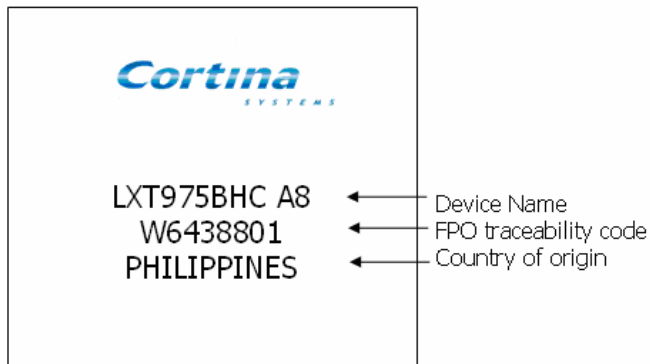 Cortina
SYSTEMS
LXT975BHC A8
W6438801
PHILIPPINES
Device Name
FPO traceability code
Country of origin